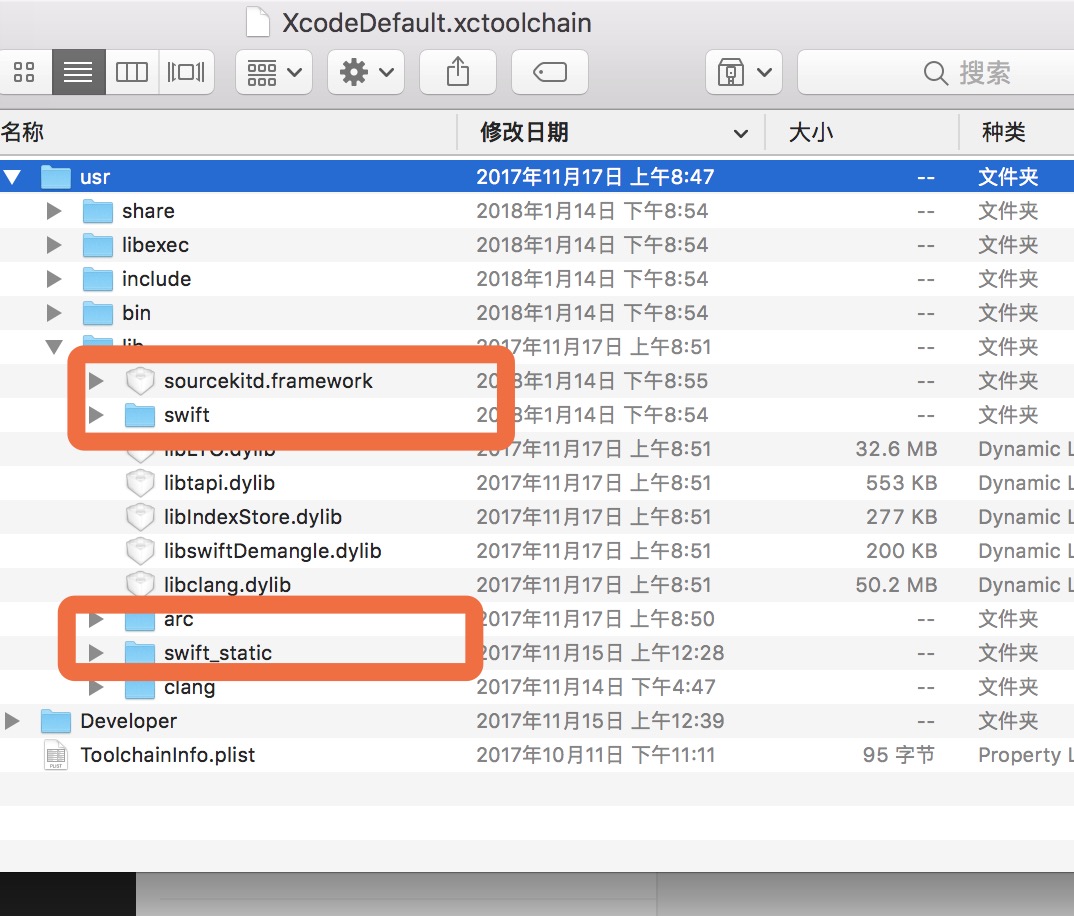 XcodeDefault.xctoolchain
搜索
名称 修改日期 大小 种类
usr 2017年11月17日 上午8:47 -- 文件夹
share 2018年1月14日 下午8:54 -- 文件夹
libexec 2018年1月14日 下午8:54 -- 文件夹
include 2018年1月14日 下午8:54 -- 文件夹
bin 2018年1月14日 下午8:54 -- 文件夹
lib 2017年11月17日 上午8:51 -- 文件夹
sourcekitd.framework 2018年1月14日 下午8:55 -- 文件夹
swift 2018年1月14日 下午8:54 -- 文件夹
libLTO.dylib 2017年11月17日 上午8:51 32.6 MB Dynamic L
libtapi.dylib 2017年11月17日 上午8:51 553 KB Dynamic L
libIndexStore.dylib 2017年11月17日 上午8:51 277 KB Dynamic L
libswiftDemangle.dylib 2017年11月17日 上午8:51 200 KB Dynamic L
libclang.dylib 2017年11月17日 上午8:51 50.2 MB Dynamic L
arc 2017年11月17日 上午8:50 -- 文件夹
swift_static 2017年11月15日 上午12:28 -- 文件夹
clang 2017年11月14日 下午4:47 -- 文件夹
Developer 2017年11月15日 上午12:39 -- 文件夹
ToolchainInfo.plist 2017年10月11日 下午11:11 95 字节 Property L